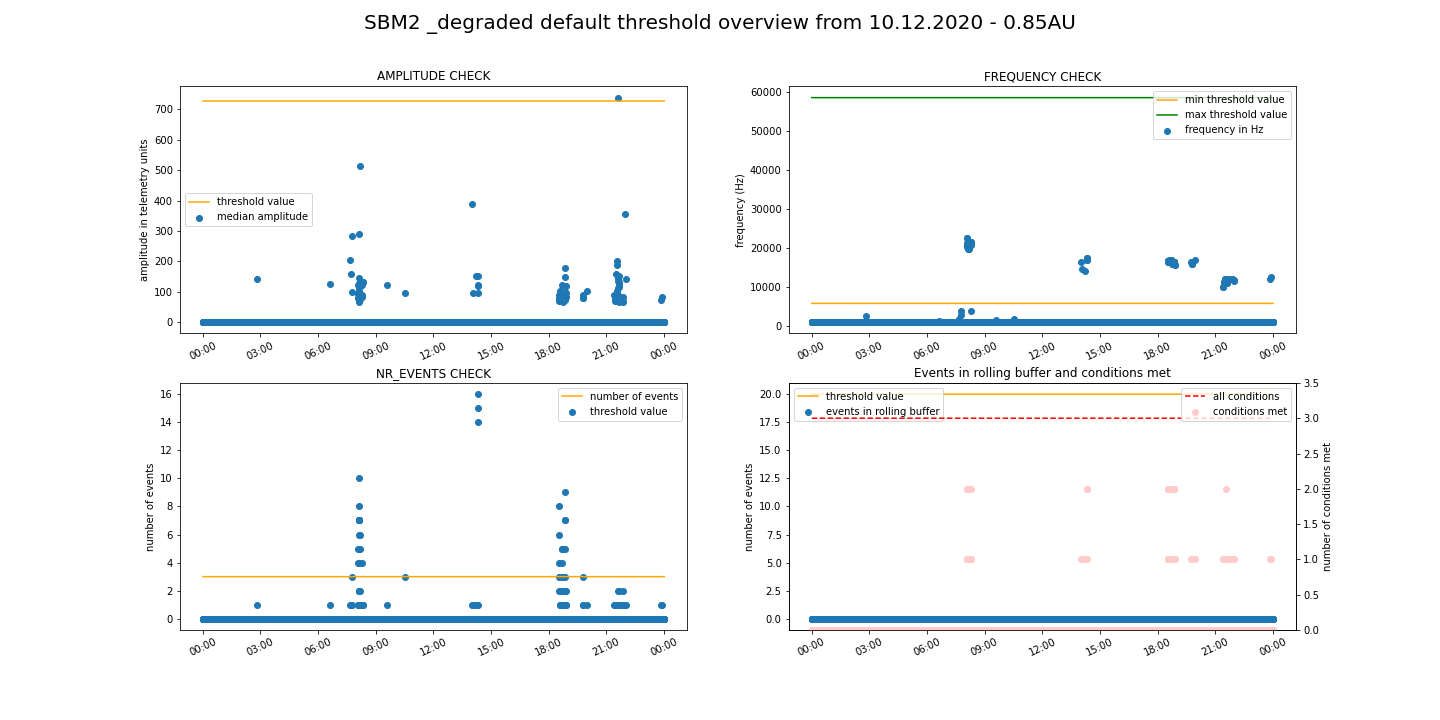 SBM2 _degraded default threshold overview from 10.12.2020 - 0.85AU
AMPLITUDE CHECK
amplitude in telemetry units
700
600
500
400
300
200
100
0
threshold value
median amplitude
00:00 03:00 06:00 09:00 12:00 15:00 18:00 21:00 00:00
FREQUENCY CHECK
frequency (Hz)
60000
50000
40000
30000
20000
10000
0
min threshold value
max threshold value
frequency in Hz
00:00 03:00 06:00 09:00 12:00 15:00 18:00 21:00 00:00
NR_EVENTS CHECK
number of events
16
14
12
10
8
6
4
2
0
number of events
threshold value
00:00 03:00 06:00 09:00 12:00 15:00 18:00 21:00 00:00
Events in rolling buffer and conditions met
number of events
20.0
17.5
15.0
12.5
10.0
7.5
5.0
2.5
0.0
threshold value
events in rolling buffer
all conditions
conditions met
3.5
3.0
2.5
2.0
1.5
1.0
0.5
0.0
number of conditions met
00:00 03:00 06:00 09:00 12:00 15:00 18:00 21:00 00:00